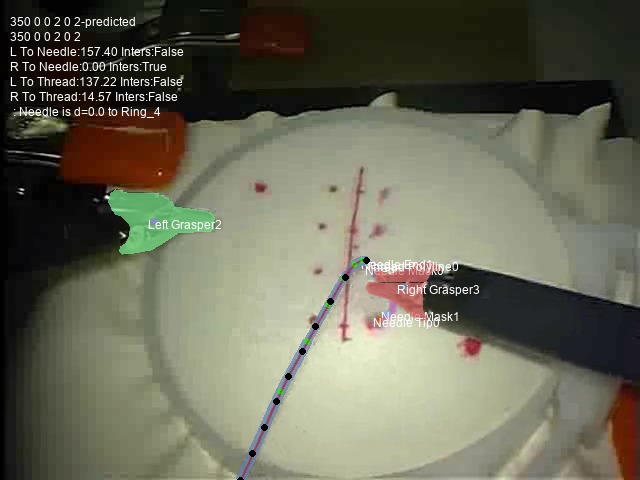 350 0 0 2 0 2-predicted
350 0 0 2 0 2
L To Needle:157.40 Inters:False
R To Needle:0.00 Inters:True
L To Thread:137.22 Inters:False
R To Thread:14.57 Inters:False
: Needle is d=0.0 to Ring_4
Left Grasper2
Right Grasper3
Needle Mask1
Needle Tip0